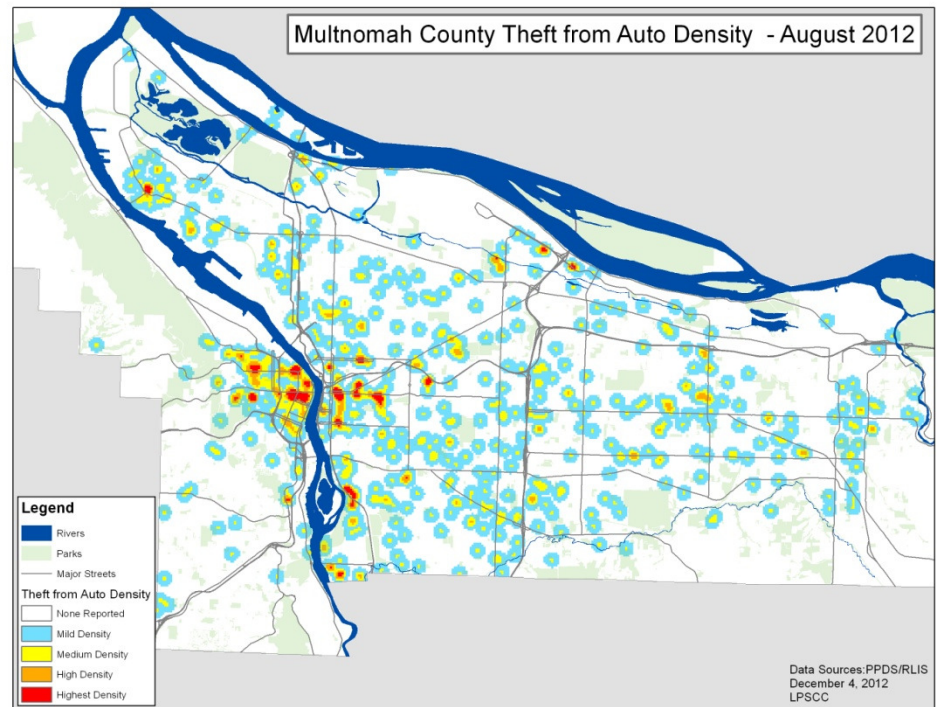 Multnomah County Theft from Auto Density - August 2012
Legend
Rivers
Parks
Major Streets
Theft from Auto Density
None Reported
Mild Density
Medium Density
High Density
Highest Density
Data Sources:PPDS/RLIS
December 4, 2012
LPSCC